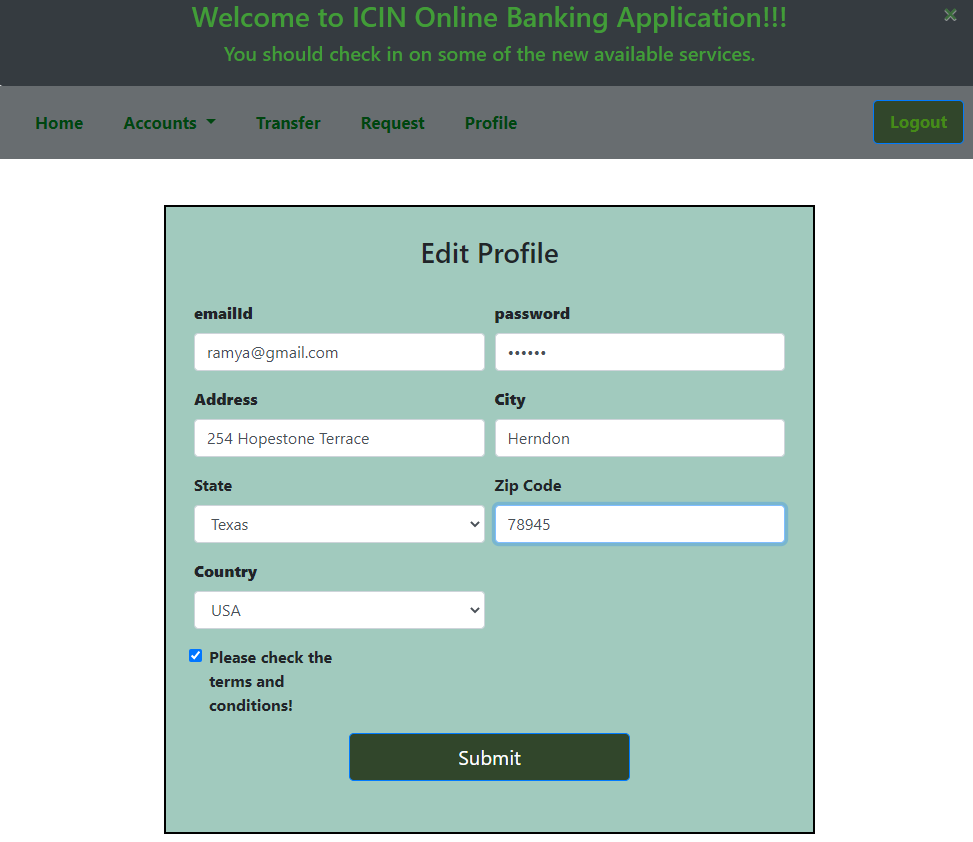 Welcome to ICIN Online Banking Application!!!
×
You should check in on some of the new available services.
Home Accounts Transfer Request Profile Logout
Edit Profile
emailId password
ramya@gmail.com ••••••
Address City
254 Hopestone Terrace Herndon
State Zip Code
Texas 78945
Country
USA
Please check the
terms and
conditions!
Submit